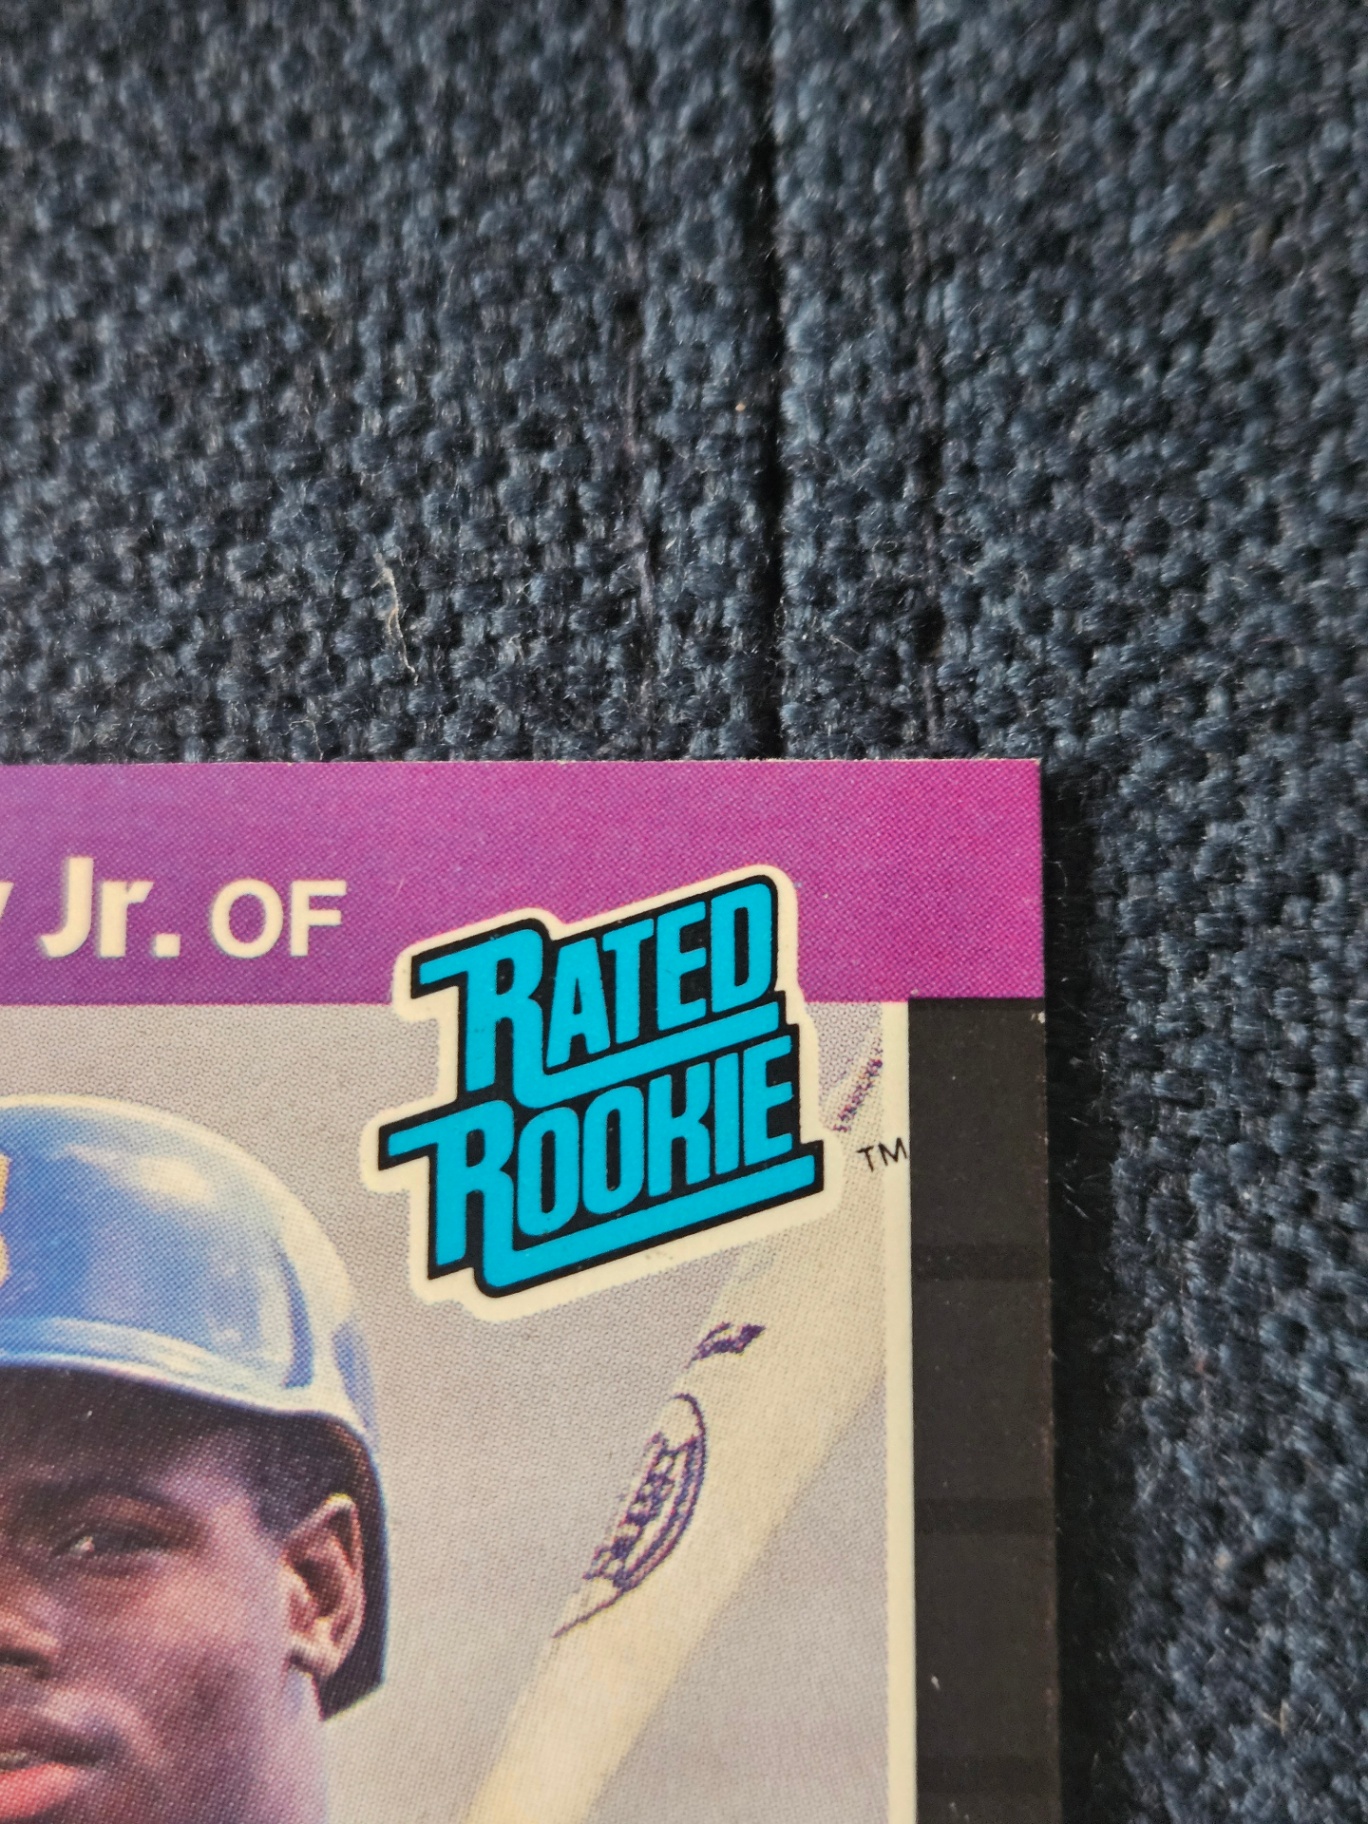 Jr. OF
RATED
ROOKIE
TM